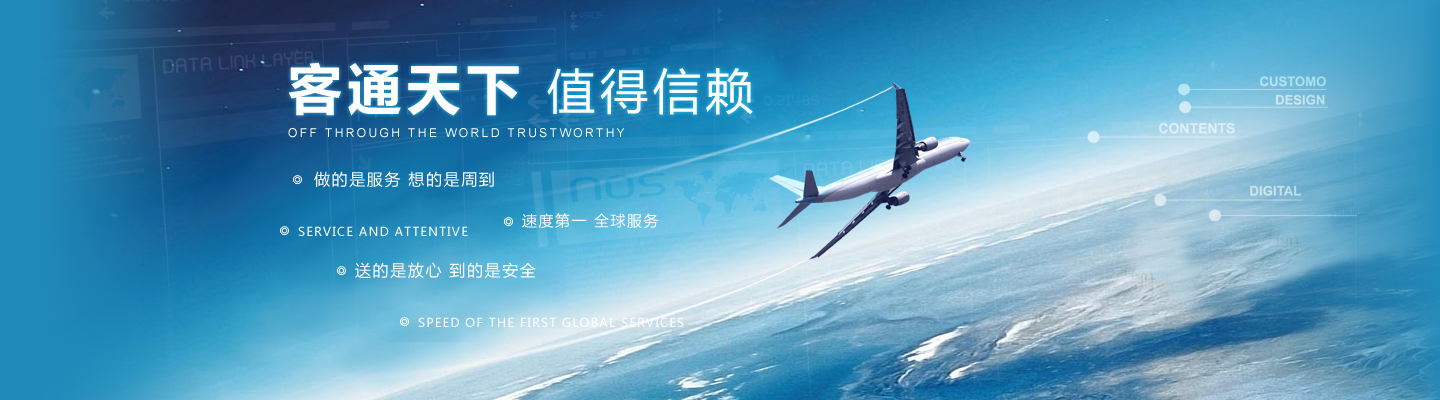 DATA LINK LAYER
客通天下 值得信赖
OFF THROUGH THE WORLD TRUSTWORTHY
做的是服务 想的是周到
SERVICE AND ATTENTIVE
速度第一 全球服务
送的是放心 到的是安全
SPEED OF THE FIRST GLOBAL SERVICES
CUSTOMO
DESIGN
CONTENTS
DIGITAL